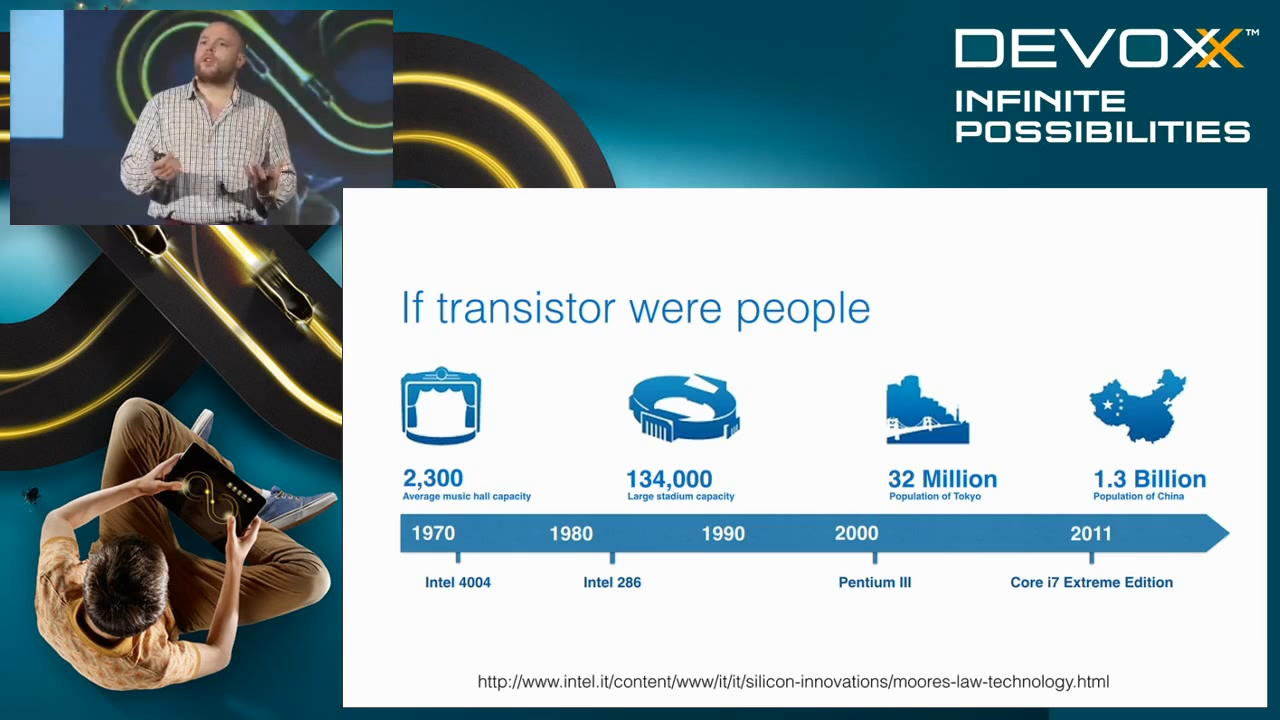 DEVOXX™
INFINITE
POSSIBILITIES
If transistor were people
2,300
Average music hall capacity
134,000
Large stadium capacity
32 Million
Population of Tokyo
1.3 Billion
Population of China
1970 1980 1990 2000 2011
Intel 4004 Intel 286 Pentium III Core i7 Extreme Edition
http://www.intel.it/content/www/it/it/silicon-innovations/moores-law-technology.html